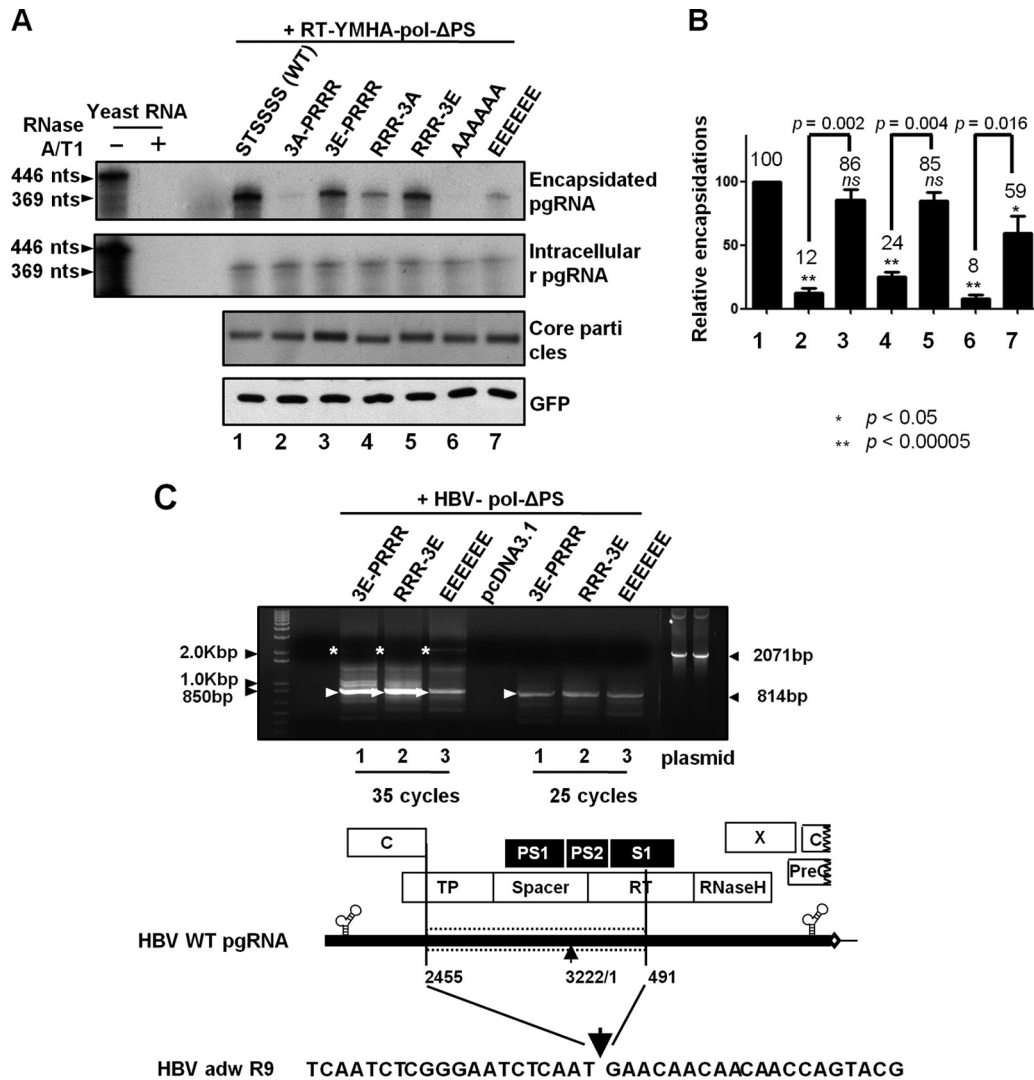 A
+ RT-YMHA-pol-ΔPS
STSSSS (WT)
3A-PRRR
3E-PRRR
RRR-3A
RRR-3E
AAAAAA
EEEEEE
Yeast RNA
RNase A/T1
− +
446 nts
369 nts
Encapsidated pgRNA
446 nts
369 nts
Intracellular
r pgRNA
Core parti
cles
GFP
1 2 3 4 5 6 7
B
p = 0.002
p = 0.004
p = 0.016
Relative encapsidations
100
50
0
100
12
**
86
ns
24
**
85
ns
8
**
59
*
1 2 3 4 5 6 7
* p < 0.05
** p < 0.00005
C
+ HBV- pol-ΔPS
3E-PRRR
RRR-3E
EEEEEE
pcDNA3.1
3E-PRRR
RRR-3E
EEEEEE
2.0Kbp
1.0Kbp
850bp
* * *
2071bp
814bp
1 2 3 1 2 3 plasmid
35 cycles 25 cycles
C
PS1 PS2 S1
X
C
PreC
TP Spacer RT RNaseH
HBV WT pgRNA
2455 3222/1 491
HBV adw R9 TCAATCTCGGGAATCTCAAT GAACAACAACAACCAGTACG